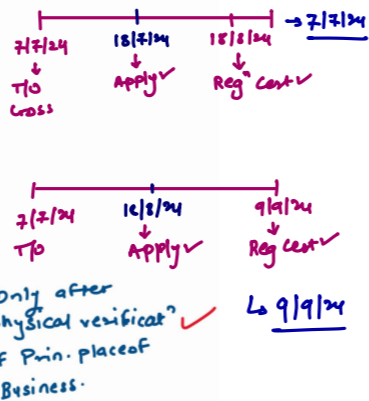 → 7/7/24
7/7/24 18/7/24 18/8/24
T/O Apply✓ Regⁿ Cert✓
Cross
7/7/24 16/8/24 9/9/24
T/O Apply✓ Reg Cert✓
Only after
hysical verificatⁿ ✓
f Prin. place of
Business.
↳ 9/9/24